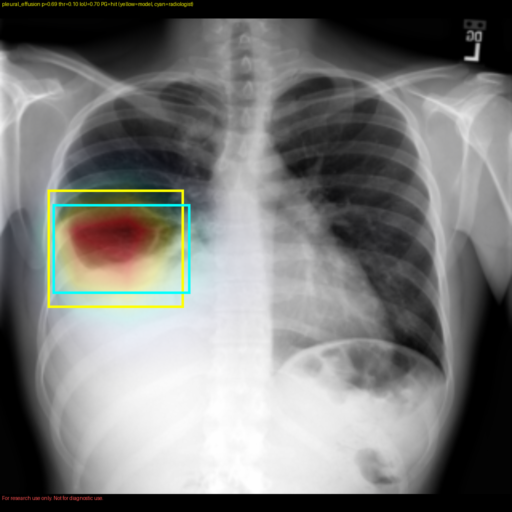 pleural_effusion p=0.69 thr=0.10 IoU=0.70 PG=hit (yellow=model, cyan=radiologist)
L
For research use only. Not for diagnostic use.